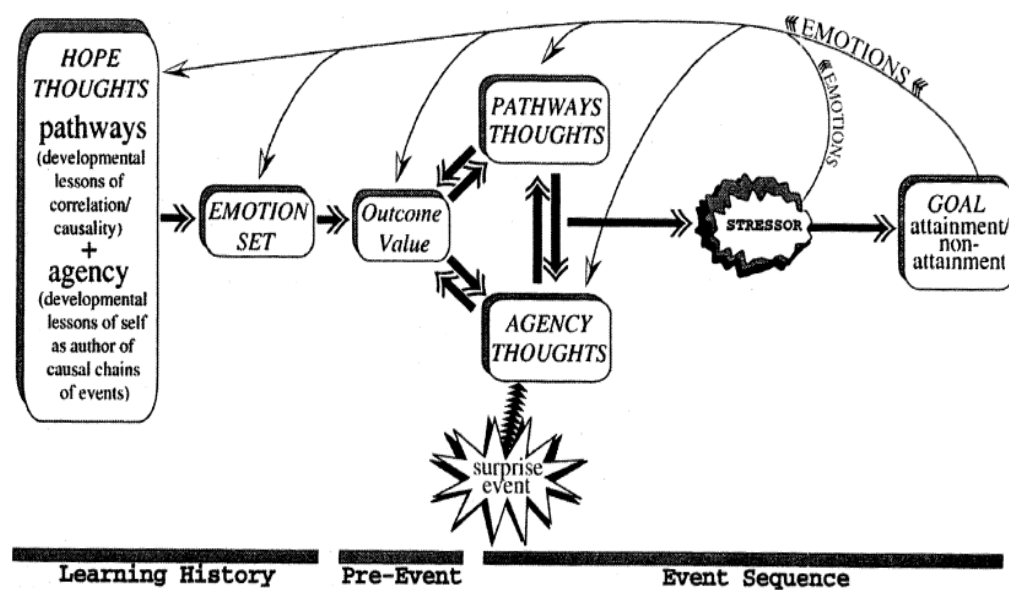 HOPE
THOUGHTS
pathways
(developmental
lessons of
correlation/
causality)
+
agency
(developmental
lessons of self
as author of
causal chains
of events)
EMOTION
SET
Outcome
Value
PATHWAYS
THOUGHTS
AGENCY
THOUGHTS
surprise
event
EMOTIONS
EMOTIONS
STRESSOR
GOAL
attainment/
non-
attainment
Learning History
Pre-Event
Event Sequence